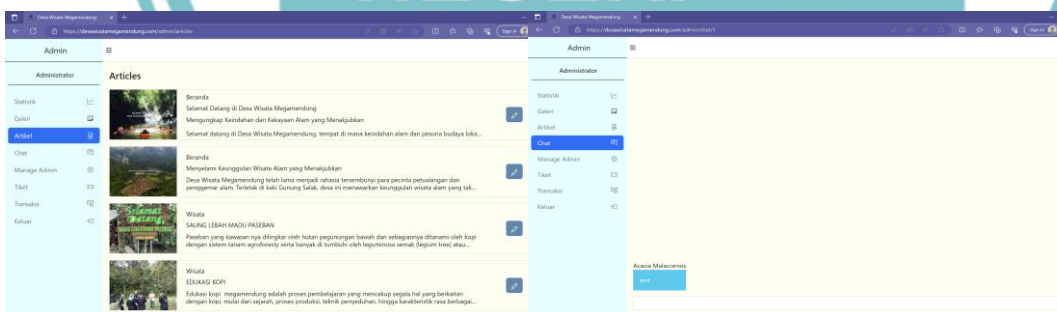 Desa Wisata Megamendung
https://desawisatamegamendung.com/admin/articles
Sign in
Admin
Administrator
Statistik
Galeri
Artikel
Chat
Manage Admin
Tiket
Transaksi
Keluar
Articles
Beranda
Selamat Datang di Desa Wisata Megamendung
Mengungkap Keindahan dan Kekayaan Alam yang Menakjubkan
Selamat datang di Desa Wisata Megamendung, tempat di mana keindahan alam dan pesona budaya loka...
Beranda
Menyelami Keunggulan Wisata Alam yang Menakjubkan
Desa Wisata Megamendung telah lama menjadi rahasia tersembunyi para pecinta petualangan dan
penggemar alam. Terletak di kaki Gunung Salak, desa ini menawarkan keunggulan wisata alam yang tak...
Selamat
Datang
Wisata
SAUNG LEBAH MADU PASEBAN
Paseban yang kawasan nya dilingkar oleh hutan pegunungan bawah dan sebagiannya ditanami oleh kopi
dengan sistem tanam agroforesty serta banyak di tumbuhi oleh leguminosa semak (legium tree) atau...
Wisata
EDUKASI KOPI
Edukasi kopi megamendung adalah proses pembelajaran yang mencakup segala hal yang berkaitan
dengan kopi, mulai dari sejarah, proses produksi, teknik penyeduhan, hingga karakteristik rasa berbagai...
Desa Wisata Megamendung
https://desawisatamegamendung.com/admin/chat/1
Sign in
Admin
Administrator
Statistik
Galeri
Artikel
Chat
Manage Admin
Tiket
Transaksi
Keluar
Acacia Malaccensis
test